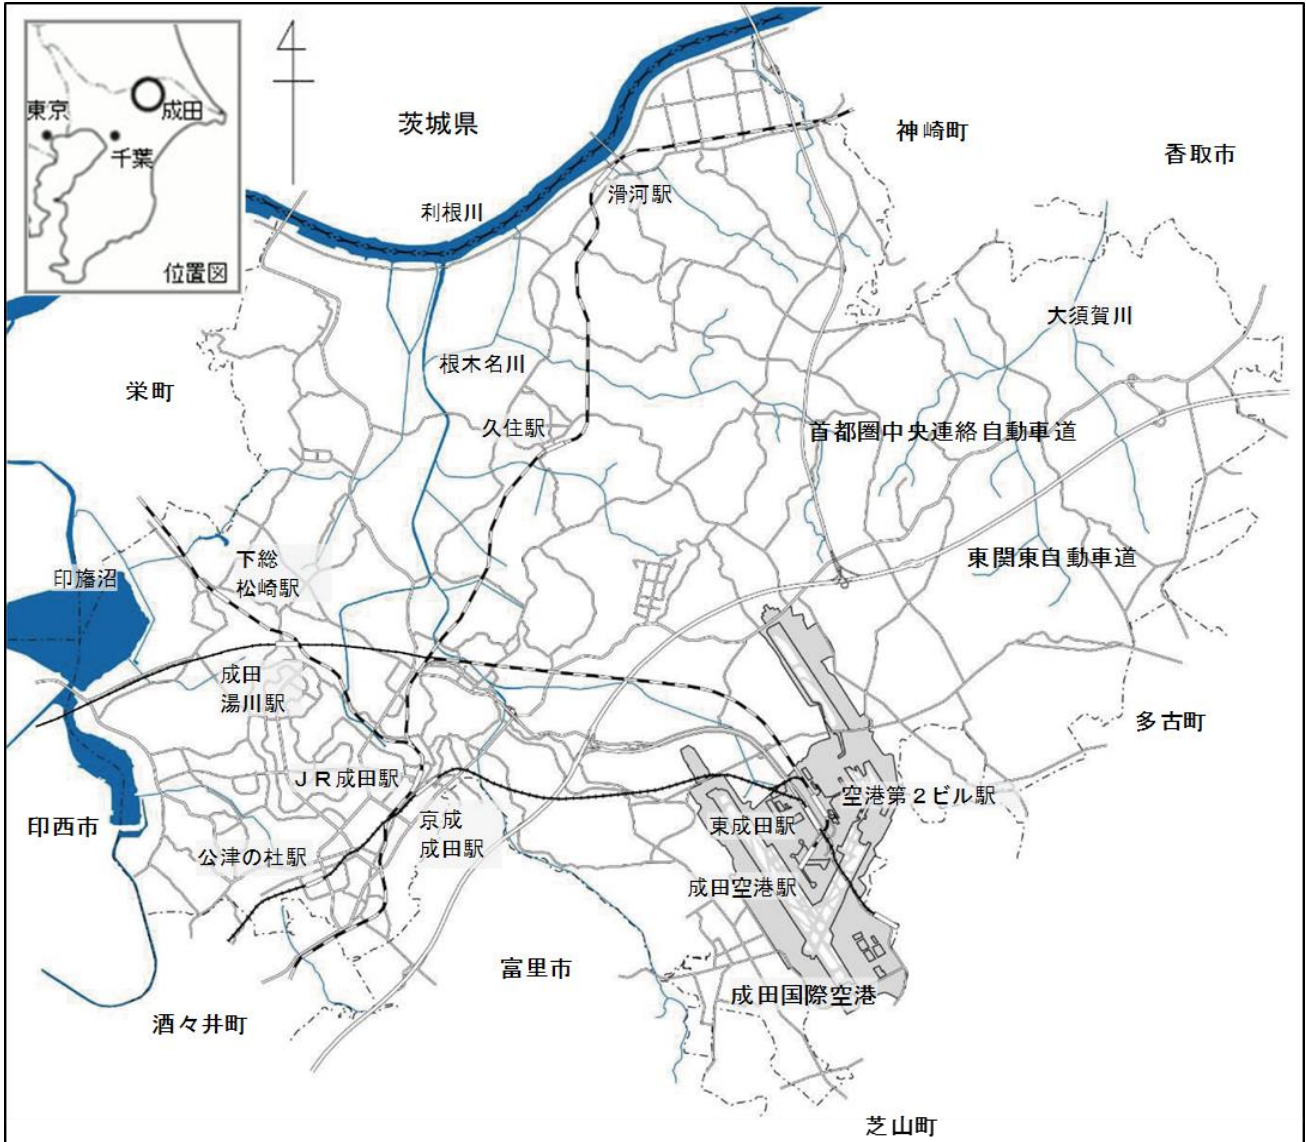 東京
成田
千葉
位置図
茨城県
神崎町
香取市
滑河駅
利根川
大須賀川
根木名川
栄町
久住駅
首都圏中央連絡自動車道
下総
松崎駅
東関東自動車道
印旛沼
成田
湯川駅
多古町
JR成田駅
空港第2ビル駅
印西市
京成
成田駅
東成田駅
公津の杜駅
成田空港駅
富里市
成田国際空港
酒々井町
芝山町